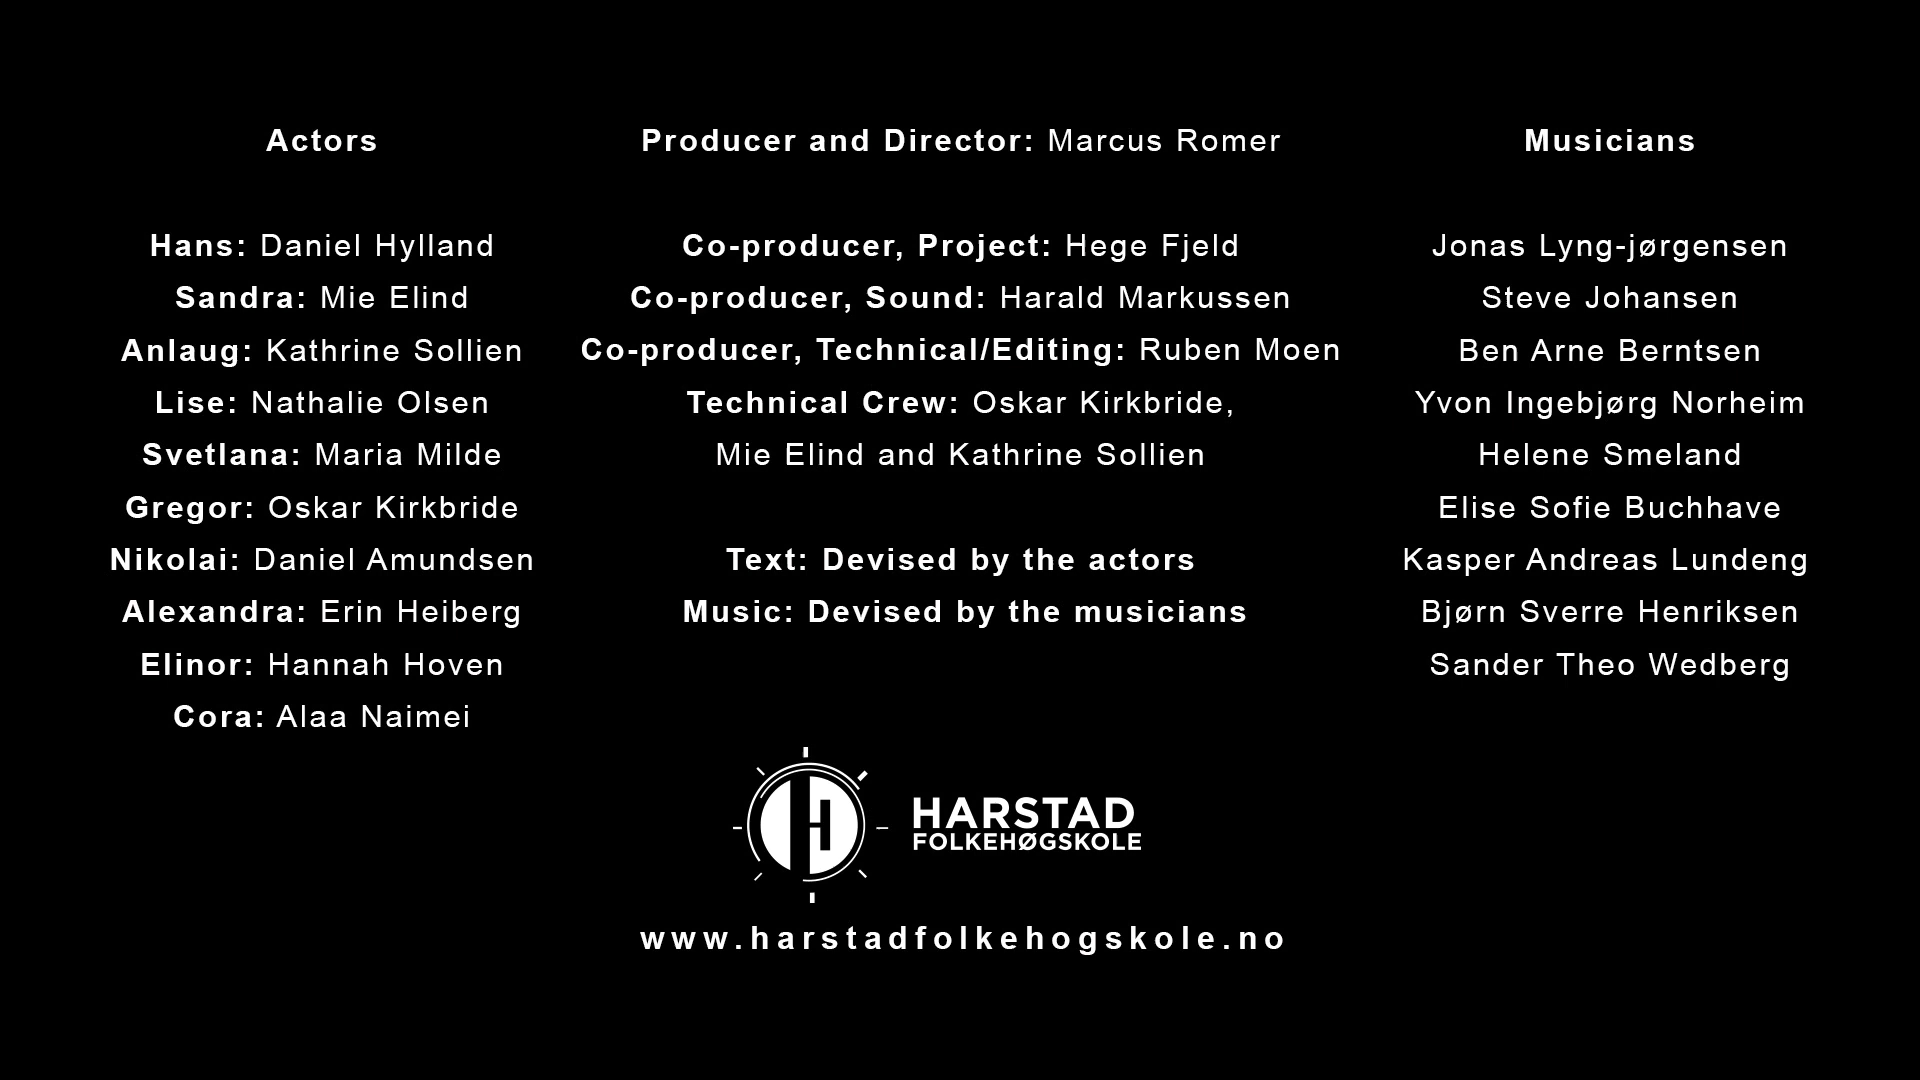 Actors
Hans: Daniel Hylland
Sandra: Mie Elind
Anlaug: Kathrine Sollien
Lise: Nathalie Olsen
Svetlana: Maria Milde
Gregor: Oskar Kirkbride
Nikolai: Daniel Amundsen
Alexandra: Erin Heiberg
Elinor: Hannah Hoven
Cora: Alaa Naimei
Producer and Director: Marcus Romer
Co-producer, Project: Hege Fjeld
Co-producer, Sound: Harald Markussen
Co-producer, Technical/Editing: Ruben Moen
Technical Crew: Oskar Kirkbride,
Mie Elind and Kathrine Sollien
Text: Devised by the actors
Music: Devised by the musicians
Musicians
Jonas Lyng-jørgensen
Steve Johansen
Ben Arne Berntsen
Yvon Ingebjørg Norheim
Helene Smeland
Elise Sofie Buchhave
Kasper Andreas Lundeng
Bjørn Sverre Henriksen
Sander Theo Wedberg
HARSTAD
FOLKEHØGSKOLE
www.harstadfolkehogskole.no